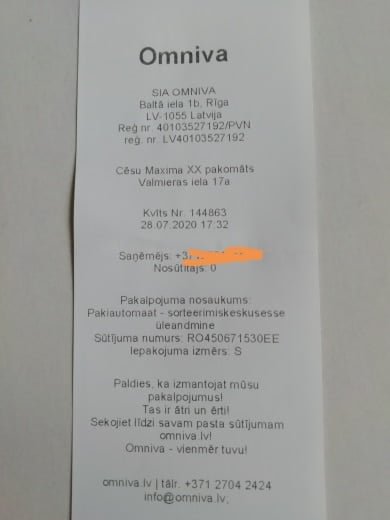 Omniva
SIA OMNIVA
Baltā iela 1b, Rīga
LV-1055 Latvija
Reģ nr. 40103527192/PVN
reģ. nr. LV40103527192
Cēsu Maxima XX pakomāts
Valmieras iela 17a
Kvīts Nr. 144863
28.07.2020 17:32
Saņēmējs:
Nosūtītājs: 0
Pakalpojuma nosaukums:
Pakiautomaat - sorteerimiskeskusesse
üleandmine
Sūtījuma numurs: RO450671530EE
Iepakojuma izmērs: S
Paldies, ka izmantojat mūsu
pakalpojumus!
Tas ir ātri un ērti!
Sekojiet līdzi savam pasta sūtījumam
omniva.lv!
Omniva - vienmēr tuvu!
omniva.lv | tālr. +371 2704 2424
info@omniva.lv;